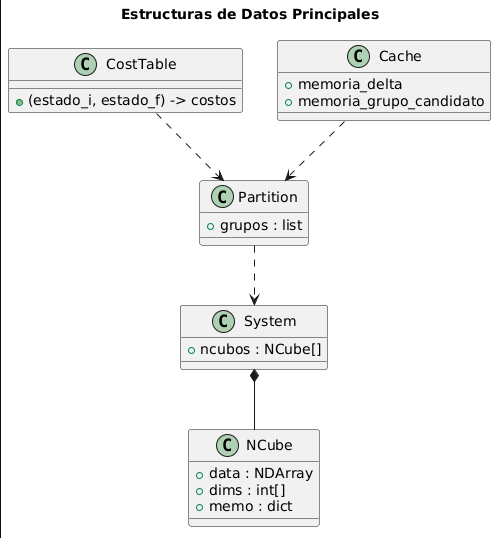 Estructuras de Datos Principales
C CostTable
(estado_i, estado_f) -> costos
C Cache
memoria_delta
memoria_grupo_candidato
C Partition
grupos : list
C System
ncubos : NCube[]
C NCube
data : NDArray
dims : int[]
memo : dict